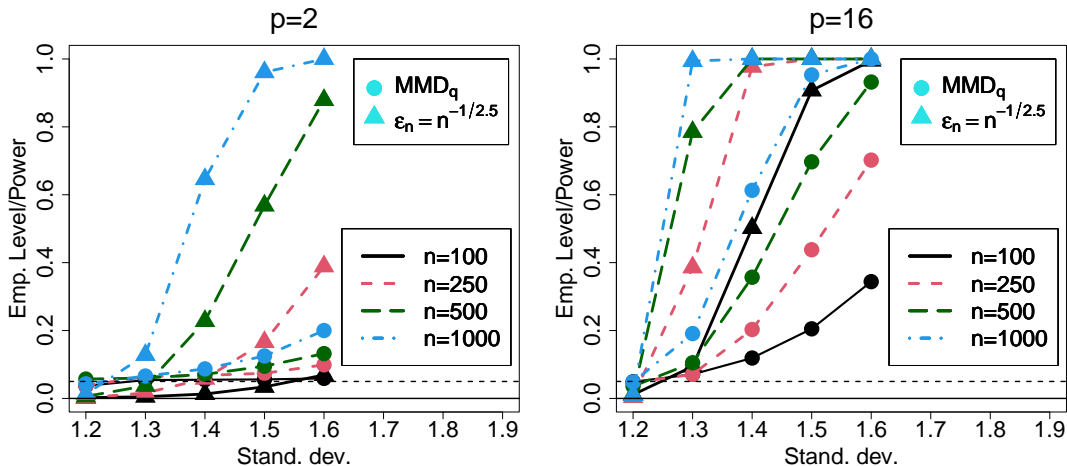 p=2
Emp. Level/Power
0.0 0.2 0.4 0.6 0.8 1.0
MMDq
εn = n−1/2.5
n=100
n=250
n=500
n=1000
1.2 1.3 1.4 1.5 1.6 1.7 1.8 1.9
Stand. dev.
p=16
Emp. Level/Power
0.0 0.2 0.4 0.6 0.8 1.0
MMDq
εn = n−1/2.5
n=100
n=250
n=500
n=1000
1.2 1.3 1.4 1.5 1.6 1.7 1.8 1.9
Stand. dev.